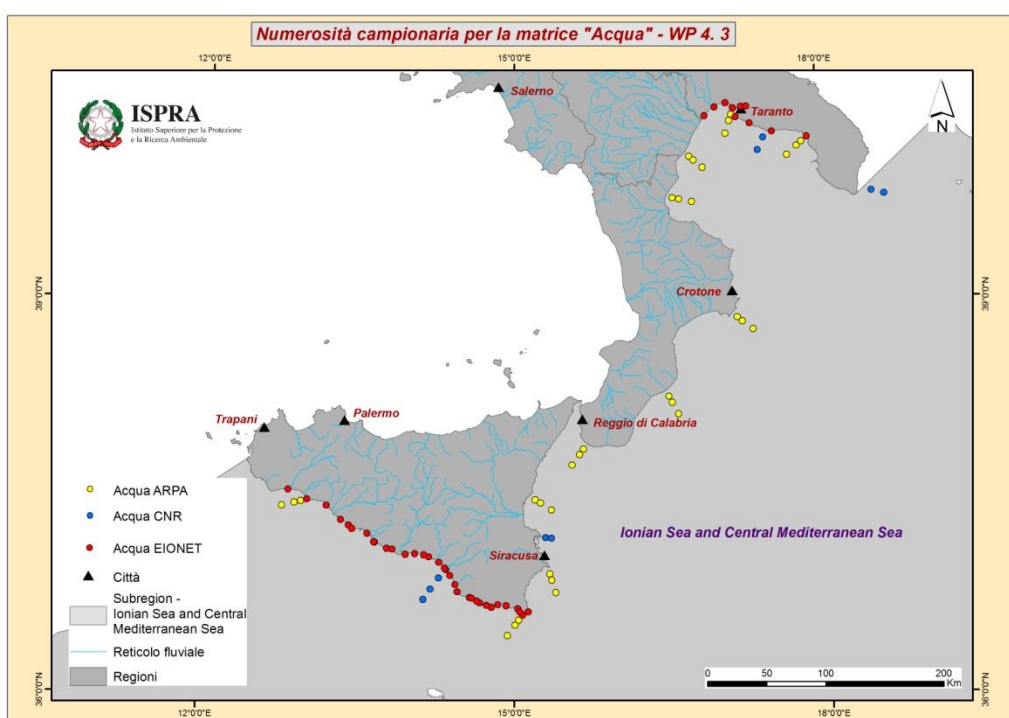 Numerosità campionaria per la matrice "Acqua" - WP 4. 3
12°0'0"E
15°0'0"E
18°0'0"E
ISPRA
Istituto Superiore per la Protezione
e la Ricerca Ambientale
Salerno
Taranto
N
39°0'0"N
Crotone
39°0'0"N
Trapani
Palermo
Reggio di Calabria
Acqua ARPA
Acqua CNR
Acqua EIONET
Città
Subregion -
Ionian Sea and Central
Mediterranean Sea
Reticolo fluviale
Regioni
Siracusa
Ionian Sea and Central Mediterranean Sea
0 50 100 200
Km
36°0'0"N
36°0'0"N
12°0'0"E
15°0'0"E
18°0'0"E